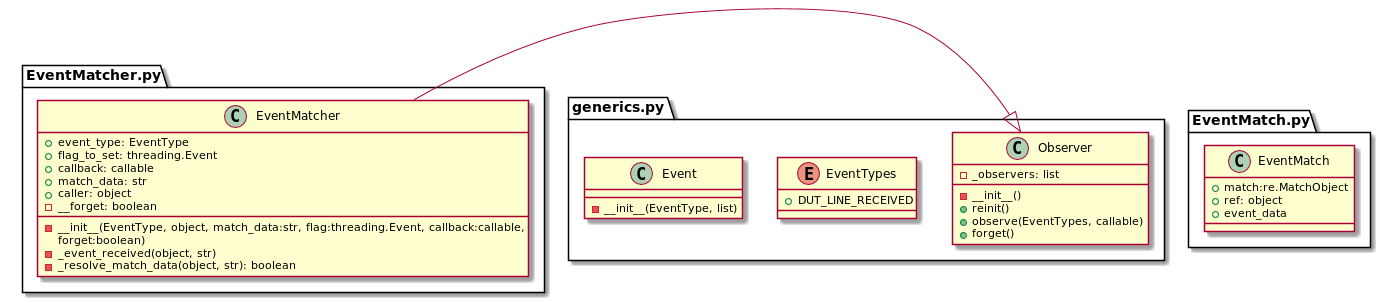 EventMatcher.py
C EventMatcher
event_type: EventType
flag_to_set: threading.Event
callback: callable
match_data: str
caller: object
__forget: boolean
__init__(EventType, object, match_data:str, flag:threading.Event, callback:callable,
forget:boolean)
_event_received(object, str)
_resolve_match_data(object, str): boolean
generics.py
C Event
__init__(EventType, list)
E EventTypes
DUT_LINE_RECEIVED
C Observer
_observers: list
__init__()
reinit()
observe(EventTypes, callable)
forget()
EventMatch.py
C EventMatch
match:re.MatchObject
ref: object
event_data